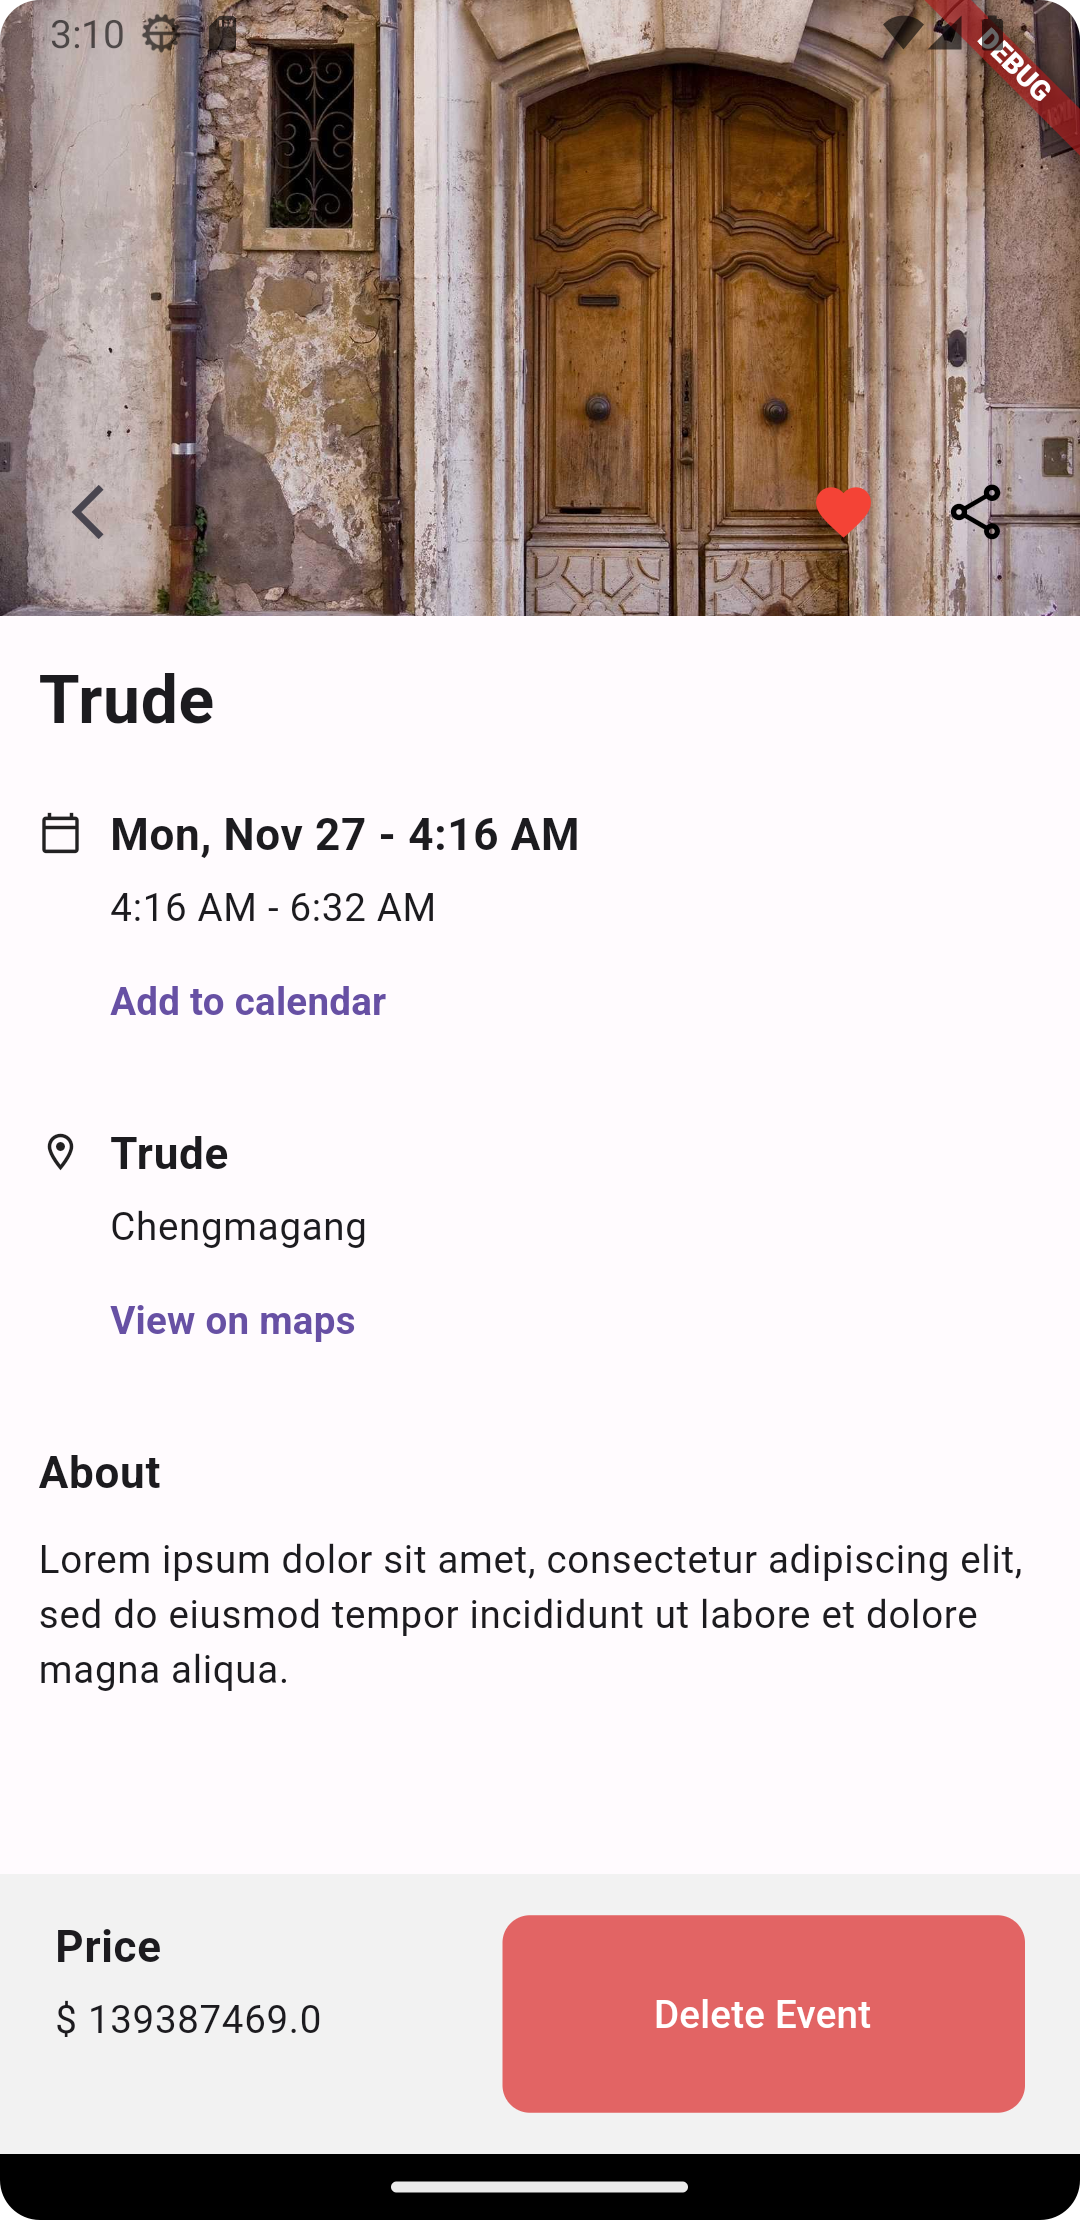 3:10
DEBUG
Trude
Mon, Nov 27 - 4:16 AM
4:16 AM - 6:32 AM
Add to calendar
Trude
Chengmagang
View on maps
About
Lorem ipsum dolor sit amet, consectetur adipiscing elit,
sed do eiusmod tempor incididunt ut labore et dolore
magna aliqua.
Price
$ 139387469.0
Delete Event